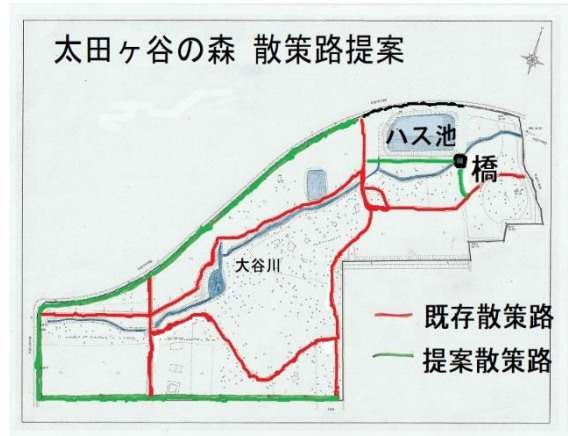 太田ヶ谷の森 散策路提案
ハス池
橋
大谷川
既存散策路
提案散策路